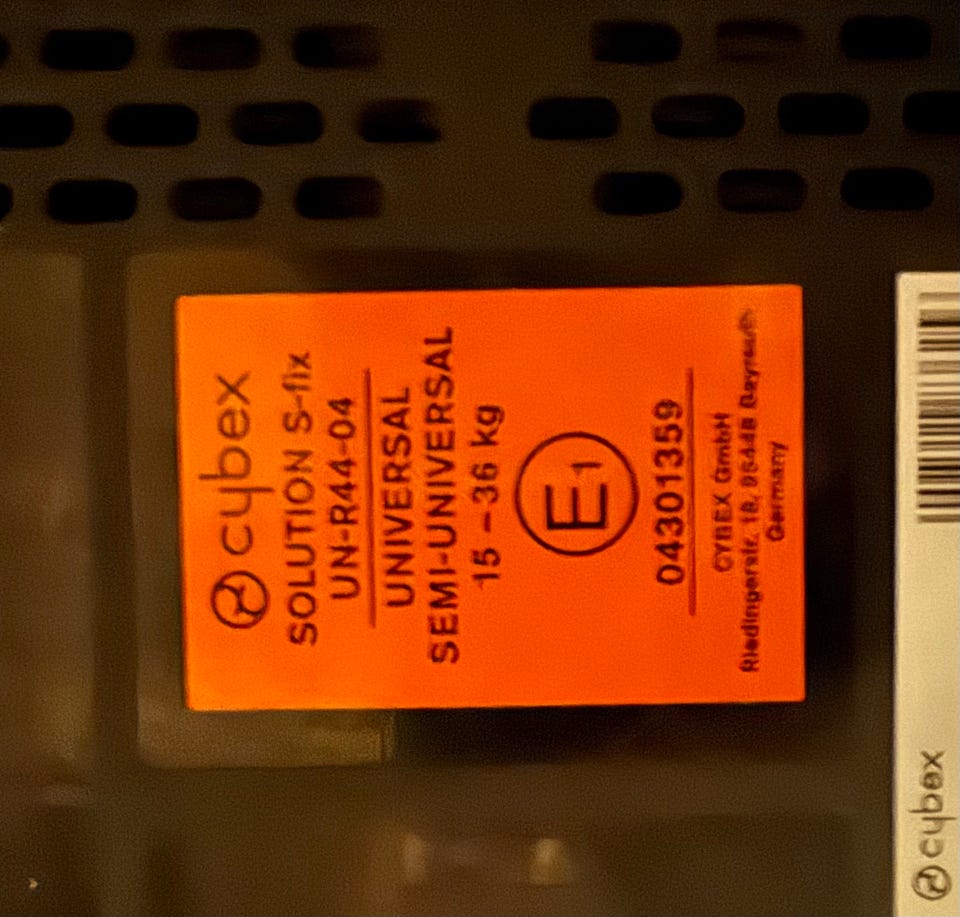 cybex
SOLUTION S-fix
UN-R44-04
UNIVERSAL
SEMI-UNIVERSAL
15 – 36 kg
E1
04301359
CYBEX GmbH
Riedingerstr. 18, 95448 Bayreuth
Germany
cybex